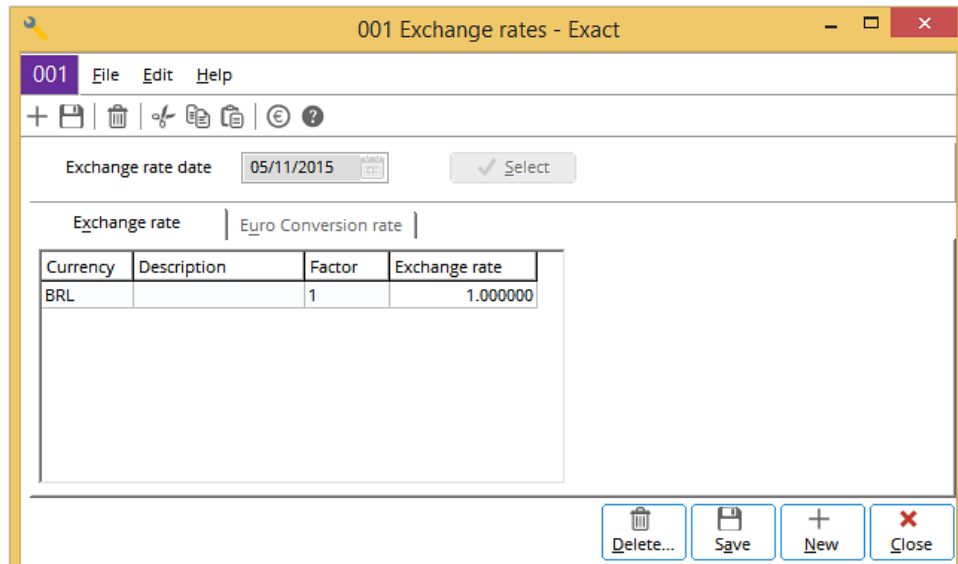 001 Exchange rates - Exact
001 File Edit Help
Exchange rate date 05/11/2015 Select
Exchange rate Euro Conversion rate
Currency Description Factor Exchange rate
BRL 1 1.000000
Delete... Save New Close